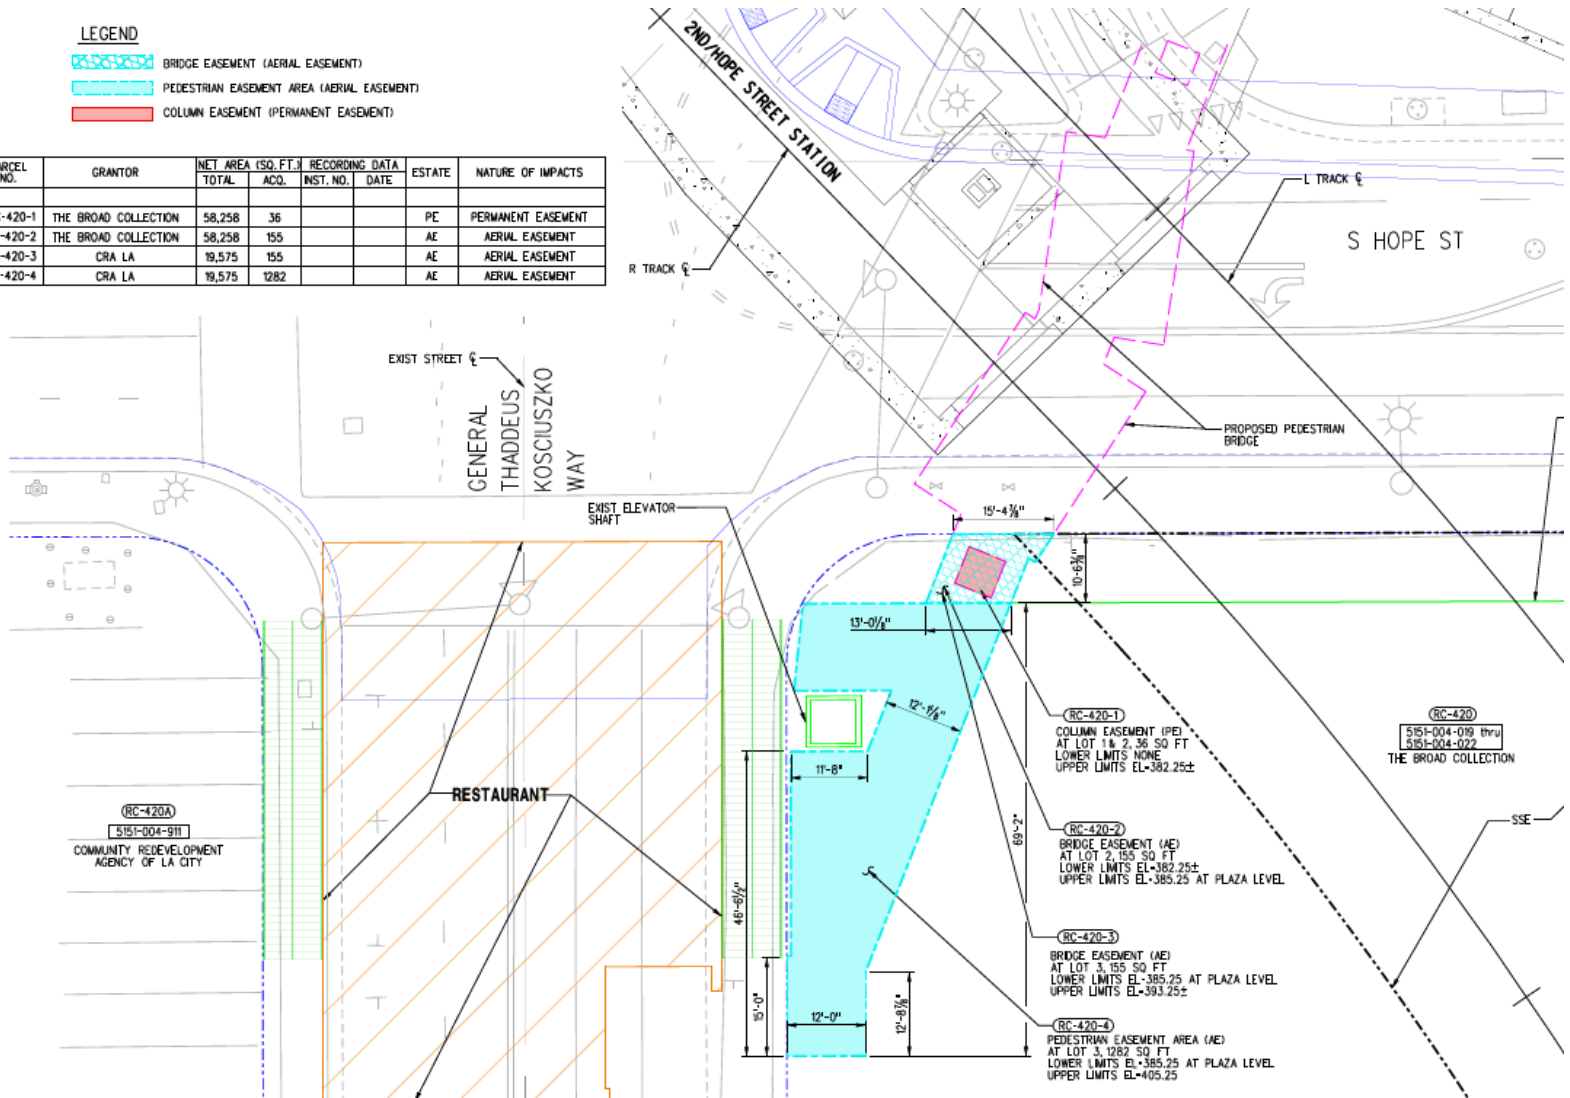 LEGEND
BRIDGE EASEMENT (AERIAL EASEMENT)
PEDESTRIAN EASEMENT AREA (AERIAL EASEMENT)
COLUMN EASEMENT (PERMANENT EASEMENT)
ARCEL NO. GRANTOR NET AREA (SQ.FT.) RECORDING DATA ESTATE NATURE OF IMPACTS
TOTAL ACQ. INST. NO. DATE
-420-1 THE BROAD COLLECTION 58,258 36 PE PERMANENT EASEMENT
-420-2 THE BROAD COLLECTION 58,258 155 AE AERIAL EASEMENT
-420-3 CRA LA 19,575 155 AE AERIAL EASEMENT
-420-4 CRA LA 19,575 1282 AE AERIAL EASEMENT
2ND/HOPE STREET STATION
L TRACK ℄
S HOPE ST
R TRACK ℄
EXIST STREET ℄
GENERAL
THADDEUS
KOSCIUSZKO
WAY
PROPOSED PEDESTRIAN
BRIDGE
EXIST ELEVATOR
SHAFT
15'-4⅞"
10'-6¾"
13'-0⅛"
12'-⅛"
11'-8"
RESTAURANT
69'-2"
46'-6½"
15'-0"
12'-0"
12'-8⅞"
RC-420-1
COLUMN EASEMENT (PE)
AT LOT 1 & 2, 36 SQ FT
LOWER LIMITS NONE
UPPER LIMITS EL=382.25±
RC-420-2
BRIDGE EASEMENT (AE)
AT LOT 2, 155 SQ FT
LOWER LIMITS EL=382.25±
UPPER LIMITS EL=385.25 AT PLAZA LEVEL
RC-420-3
BRIDGE EASEMENT (AE)
AT LOT 3, 155 SQ FT
LOWER LIMITS EL=385.25 AT PLAZA LEVEL
UPPER LIMITS EL=393.25±
RC-420-4
PEDESTRIAN EASEMENT AREA (AE)
AT LOT 3, 1282 SQ FT
LOWER LIMITS EL=385.25 AT PLAZA LEVEL
UPPER LIMITS EL=405.25
RC-420
5151-004-019 thru
5151-004-022
THE BROAD COLLECTION
SSE
RC-420A
5151-004-911
COMMUNITY REDEVELOPMENT
AGENCY OF LA CITY